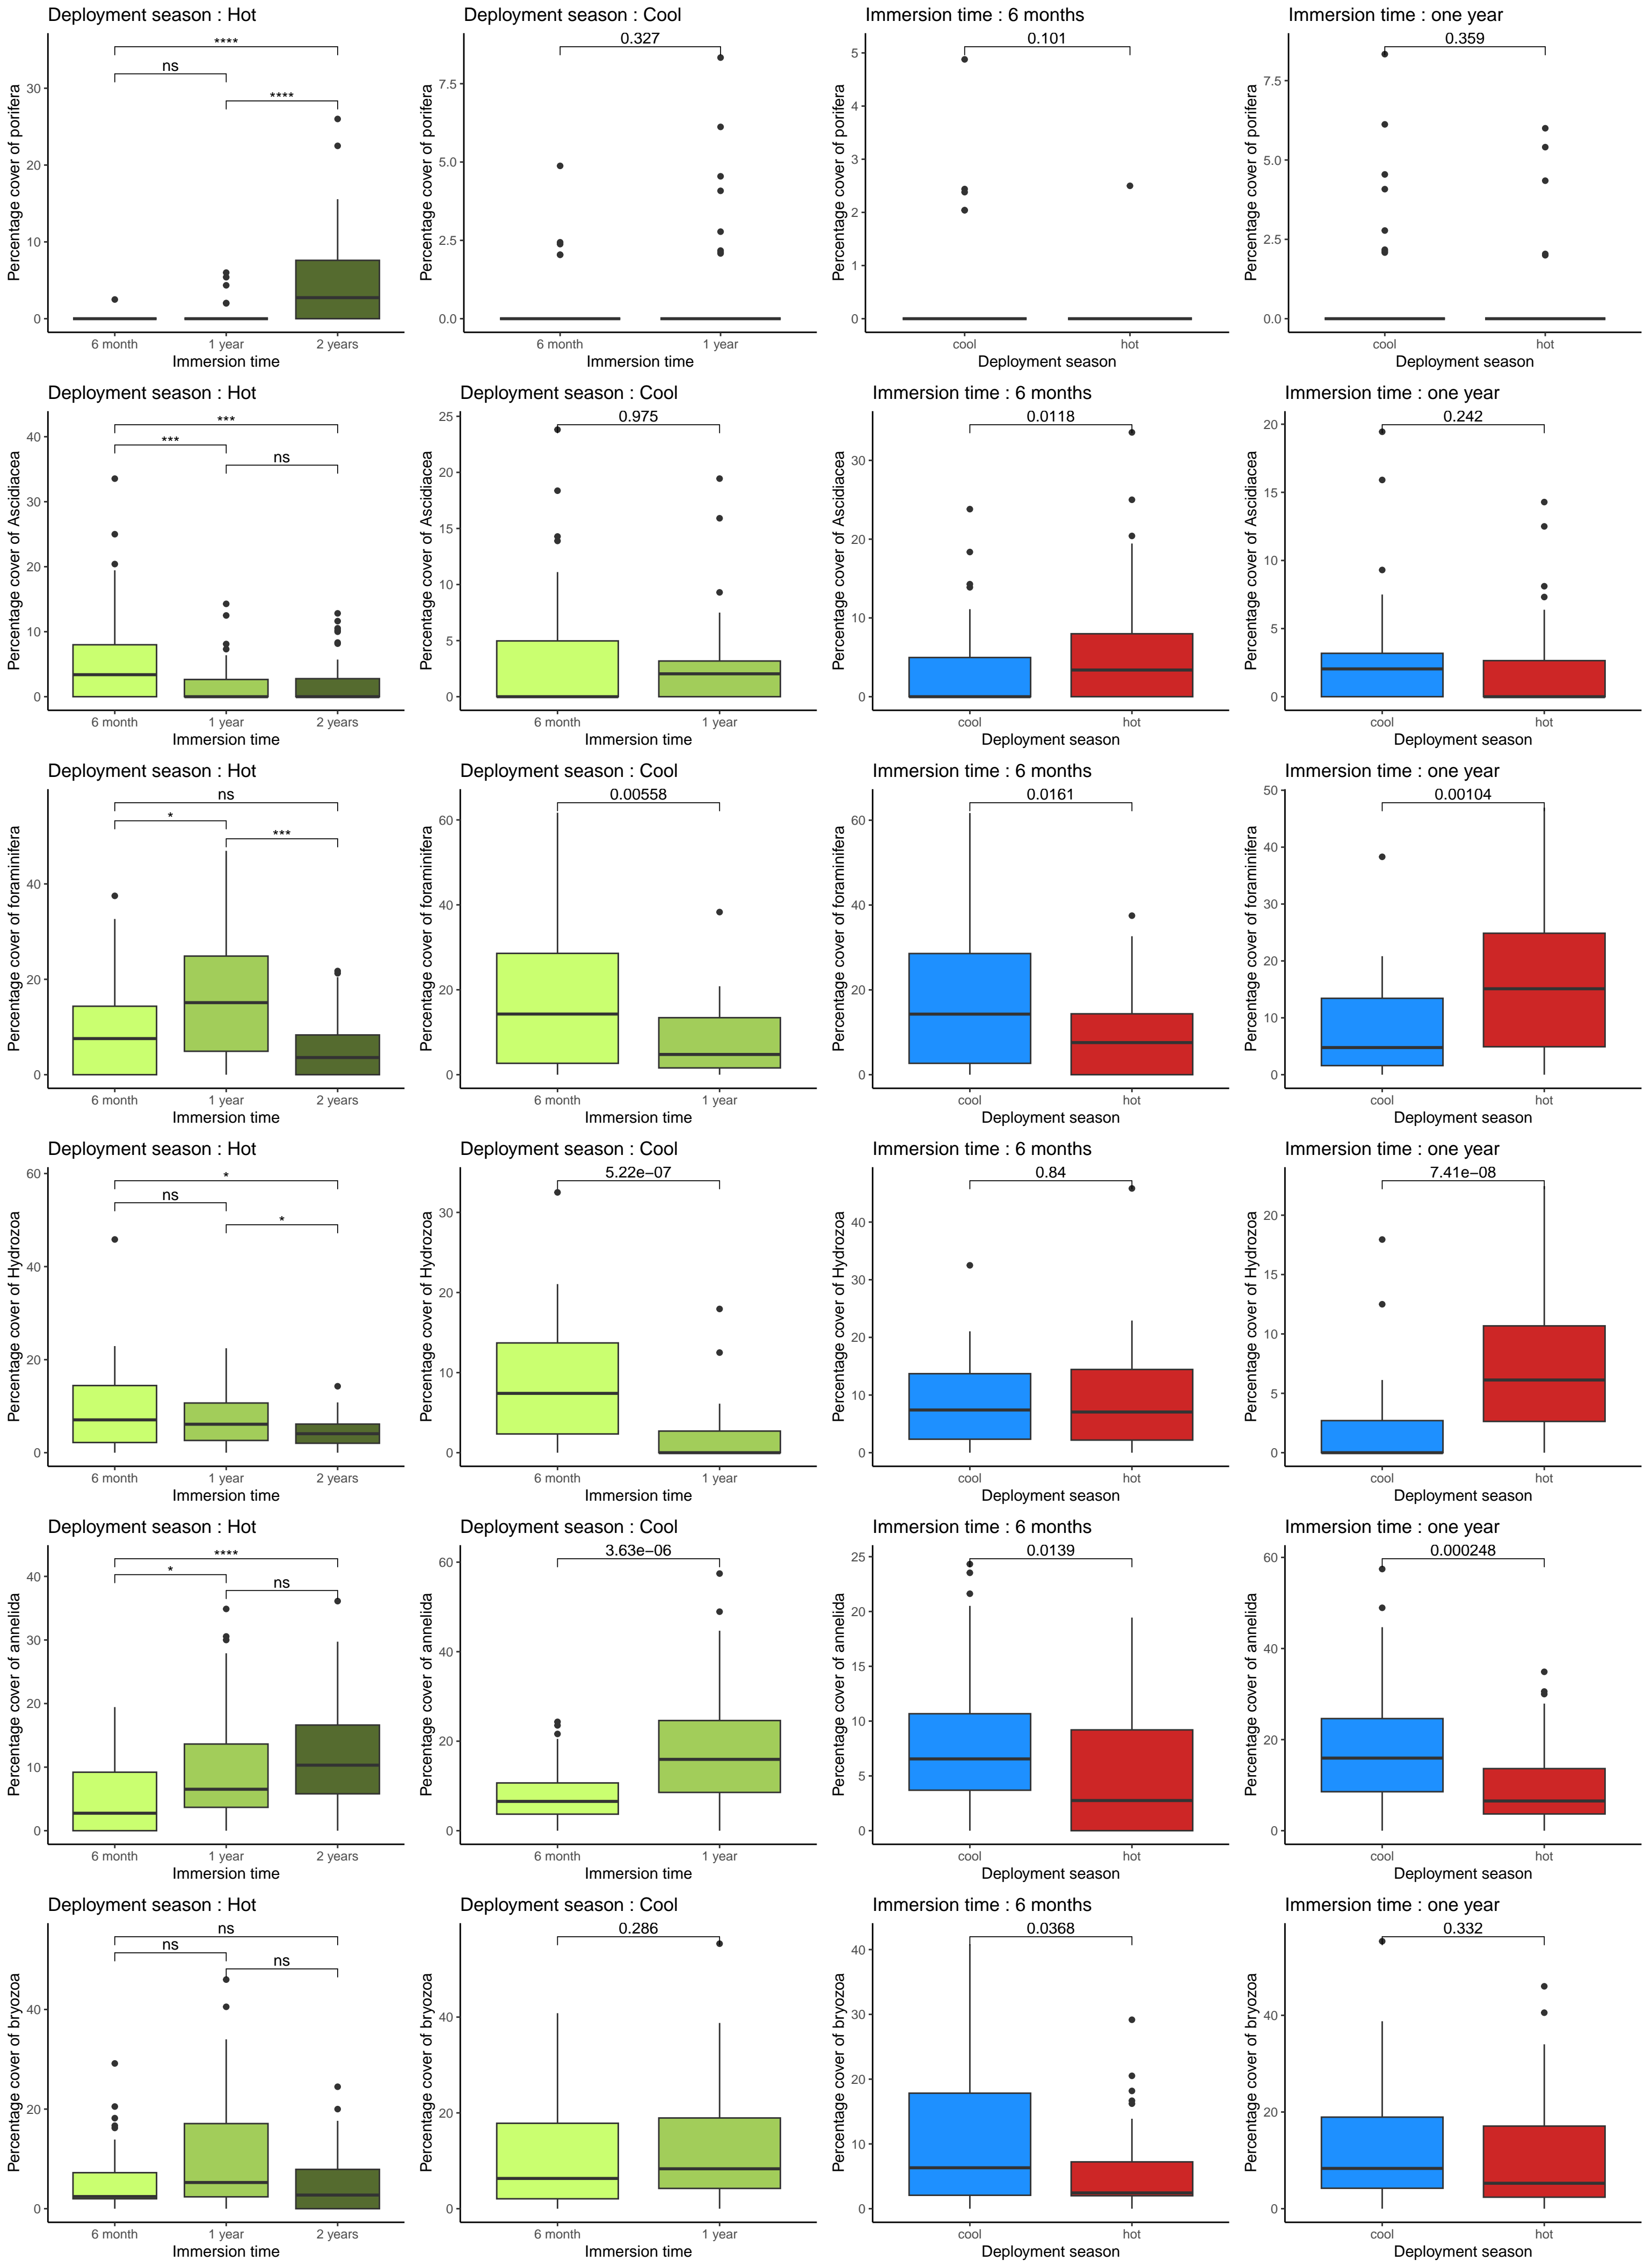 Deployment season : Hot
Deployment season : Cool
Immersion time : 6 months
Immersion time : one year
Percentage cover of porifera
30
20
10
0
****
ns
****
6 month
1 year
2 years
Immersion time
Percentage cover of porifera
7.5
5.0
2.5
0.0
0.327
6 month
1 year
Immersion time
Percentage cover of porifera
5
4
3
2
1
0
0.101
cool
hot
Deployment season
Percentage cover of porifera
7.5
5.0
2.5
0.0
0.359
cool
hot
Deployment season
Deployment season : Hot
Deployment season : Cool
Immersion time : 6 months
Immersion time : one year
Percentage cover of Ascidiacea
40
30
20
10
0
***
***
ns
6 month
1 year
2 years
Immersion time
Percentage cover of Ascidiacea
25
20
15
10
5
0
0.975
6 month
1 year
Immersion time
Percentage cover of Ascidiacea
30
20
10
0
0.0118
cool
hot
Deployment season
Percentage cover of Ascidiacea
20
15
10
5
0
0.242
cool
hot
Deployment season
Deployment season : Hot
Deployment season : Cool
Immersion time : 6 months
Immersion time : one year
Percentage cover of foraminifera
40
20
0
ns
*
***
6 month
1 year
2 years
Immersion time
Percentage cover of foraminifera
60
40
20
0
0.00558
6 month
1 year
Immersion time
Percentage cover of foraminifera
60
40
20
0
0.0161
cool
hot
Deployment season
Percentage cover of foraminifera
50
40
30
20
10
0
0.00104
cool
hot
Deployment season
Deployment season : Hot
Deployment season : Cool
Immersion time : 6 months
Immersion time : one year
Percentage cover of Hydrozoa
60
40
20
0
*
ns
*
6 month
1 year
2 years
Immersion time
Percentage cover of Hydrozoa
30
20
10
0
5.22e−07
6 month
1 year
Immersion time
Percentage cover of Hydrozoa
40
30
20
10
0
0.84
cool
hot
Deployment season
Percentage cover of Hydrozoa
20
15
10
5
0
7.41e−08
cool
hot
Deployment season
Deployment season : Hot
Deployment season : Cool
Immersion time : 6 months
Immersion time : one year
Percentage cover of annelida
40
30
20
10
0
****
*
ns
6 month
1 year
2 years
Immersion time
Percentage cover of annelida
60
40
20
0
3.63e−06
6 month
1 year
Immersion time
Percentage cover of annelida
25
20
15
10
5
0
0.0139
cool
hot
Deployment season
Percentage cover of annelida
60
40
20
0
0.000248
cool
hot
Deployment season
Deployment season : Hot
Deployment season : Cool
Immersion time : 6 months
Immersion time : one year
Percentage cover of bryozoa
40
20
0
ns
ns
ns
6 month
1 year
2 years
Immersion time
Percentage cover of bryozoa
40
20
0
0.286
6 month
1 year
Immersion time
Percentage cover of bryozoa
40
30
20
10
0
0.0368
cool
hot
Deployment season
Percentage cover of bryozoa
40
20
0
0.332
cool
hot
Deployment season